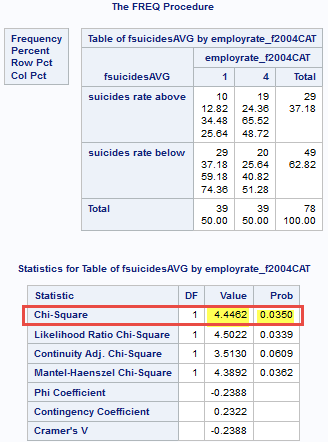 The FREQ Procedure
Frequency
Percent
Row Pct
Col Pct
Table of fsuicidesAVG by employrate_f2004CAT
employrate_f2004CAT
fsuicidesAVG 1 4 Total
suicides rate above 10 19 29
12.82 24.36 37.18
34.48 65.52
25.64 48.72
suicides rate below 29 20 49
37.18 25.64 62.82
59.18 40.82
74.36 51.28
Total 39 39 78
50.00 50.00 100.00
Statistics for Table of fsuicidesAVG by employrate_f2004CAT
Statistic DF Value Prob
Chi-Square 1 4.4462 0.0350
Likelihood Ratio Chi-Square 1 4.5022 0.0339
Continuity Adj. Chi-Square 1 3.5130 0.0609
Mantel-Haenszel Chi-Square 1 4.3892 0.0362
Phi Coefficient -0.2388
Contingency Coefficient 0.2322
Cramer's V -0.2388